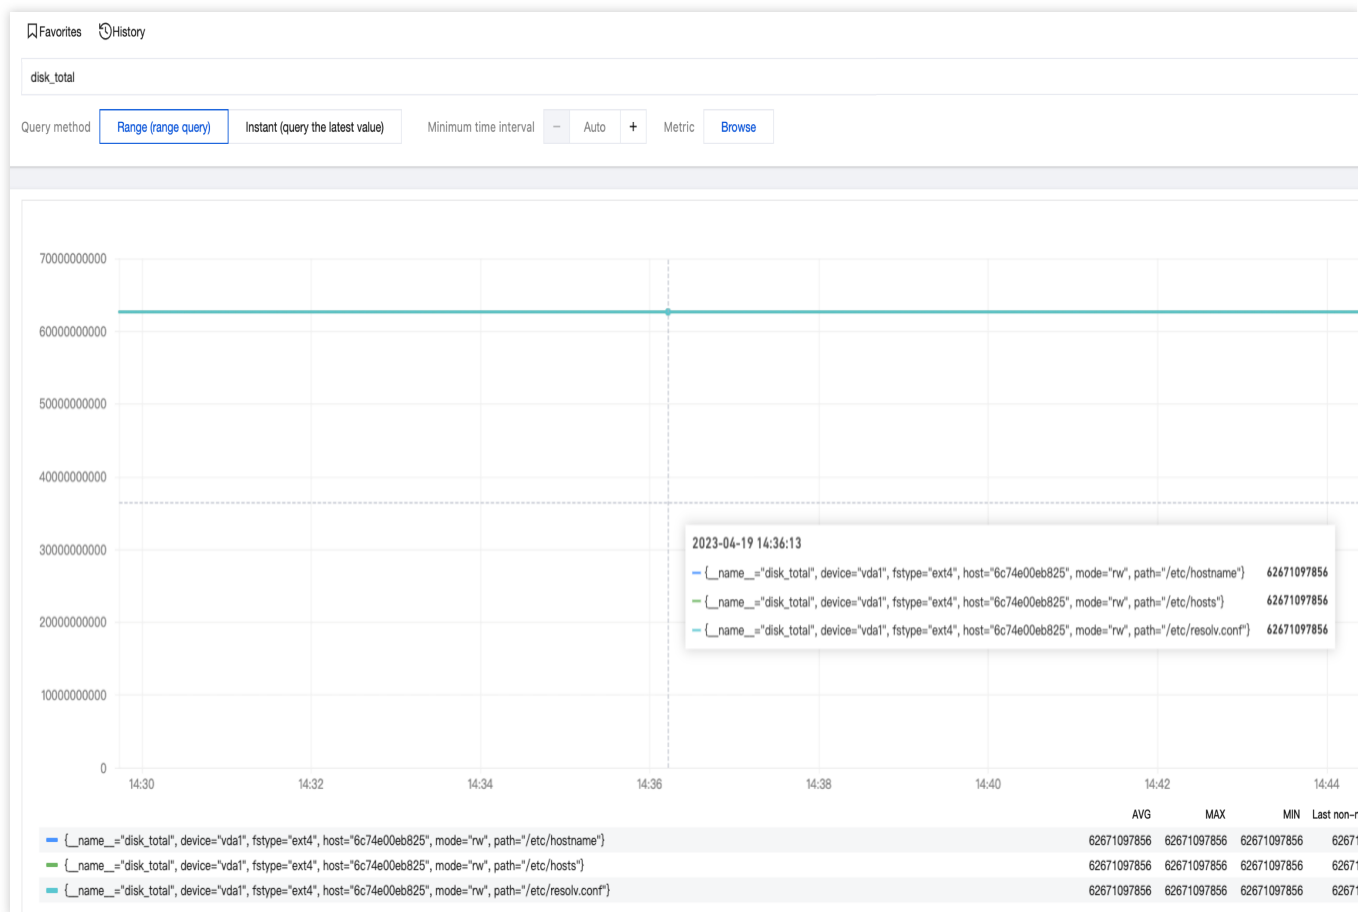 Favorites History
disk_total
Query method Range (range query) Instant (query the latest value) Minimum time interval − Auto + Metric Browse
70000000000
60000000000
50000000000
40000000000
30000000000
20000000000
10000000000
0
2023-04-19 14:36:13
{__name__="disk_total", device="vda1", fstype="ext4", host="6c74e00eb825", mode="rw", path="/etc/hostname"} 62671097856
{__name__="disk_total", device="vda1", fstype="ext4", host="6c74e00eb825", mode="rw", path="/etc/hosts"} 62671097856
{__name__="disk_total", device="vda1", fstype="ext4", host="6c74e00eb825", mode="rw", path="/etc/resolv.conf"} 62671097856
14:30 14:32 14:34 14:36 14:38 14:40 14:42 14:44
AVG MAX MIN Last non-
{__name__="disk_total", device="vda1", fstype="ext4", host="6c74e00eb825", mode="rw", path="/etc/hostname"} 62671097856 62671097856 62671097856 62671
{__name__="disk_total", device="vda1", fstype="ext4", host="6c74e00eb825", mode="rw", path="/etc/hosts"} 62671097856 62671097856 62671097856 62671
{__name__="disk_total", device="vda1", fstype="ext4", host="6c74e00eb825", mode="rw", path="/etc/resolv.conf"} 62671097856 62671097856 62671097856 62671